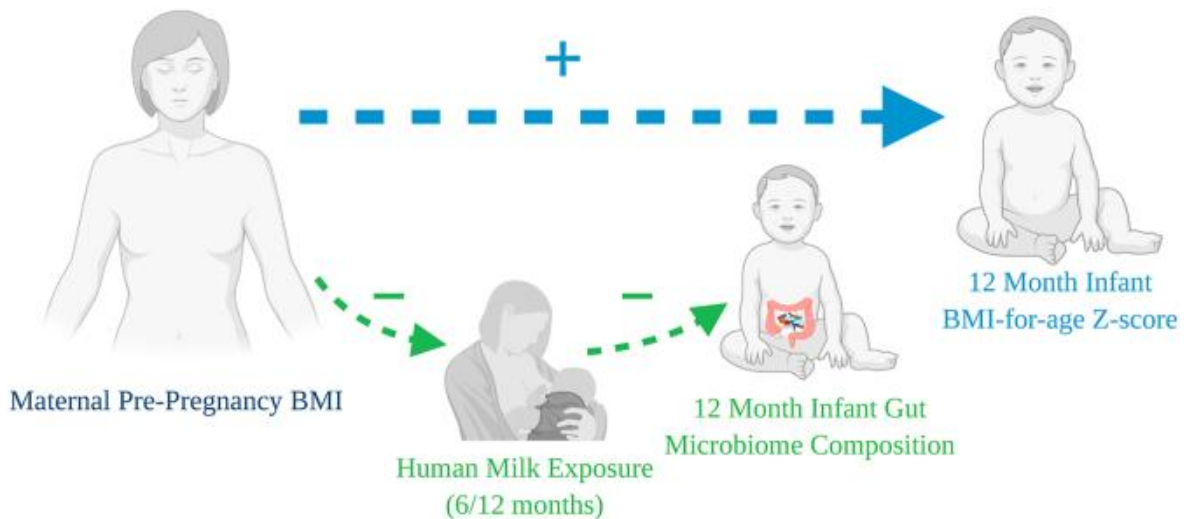 +
12 Month Infant
BMI-for-age Z-score
−
−
Maternal Pre-Pregnancy BMI
12 Month Infant Gut
Microbiome Composition
Human Milk Exposure
(6/12 months)